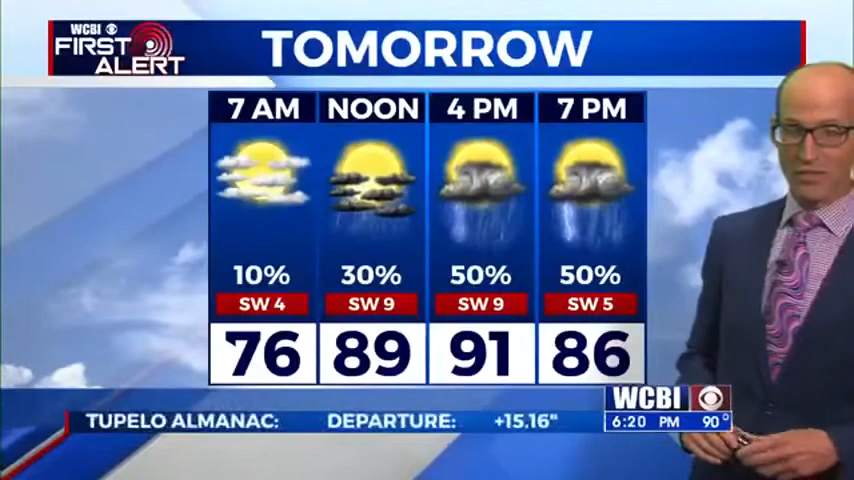 WCBI
FIRST
ALERT
TOMORROW
7 AM NOON 4 PM 7 PM
10% 30% 50% 50%
SW 4 SW 9 SW 9 SW 5
76 89 91 86
WCBI
6:20 PM 90°
TUPELO ALMANAC: DEPARTURE: +15.16"